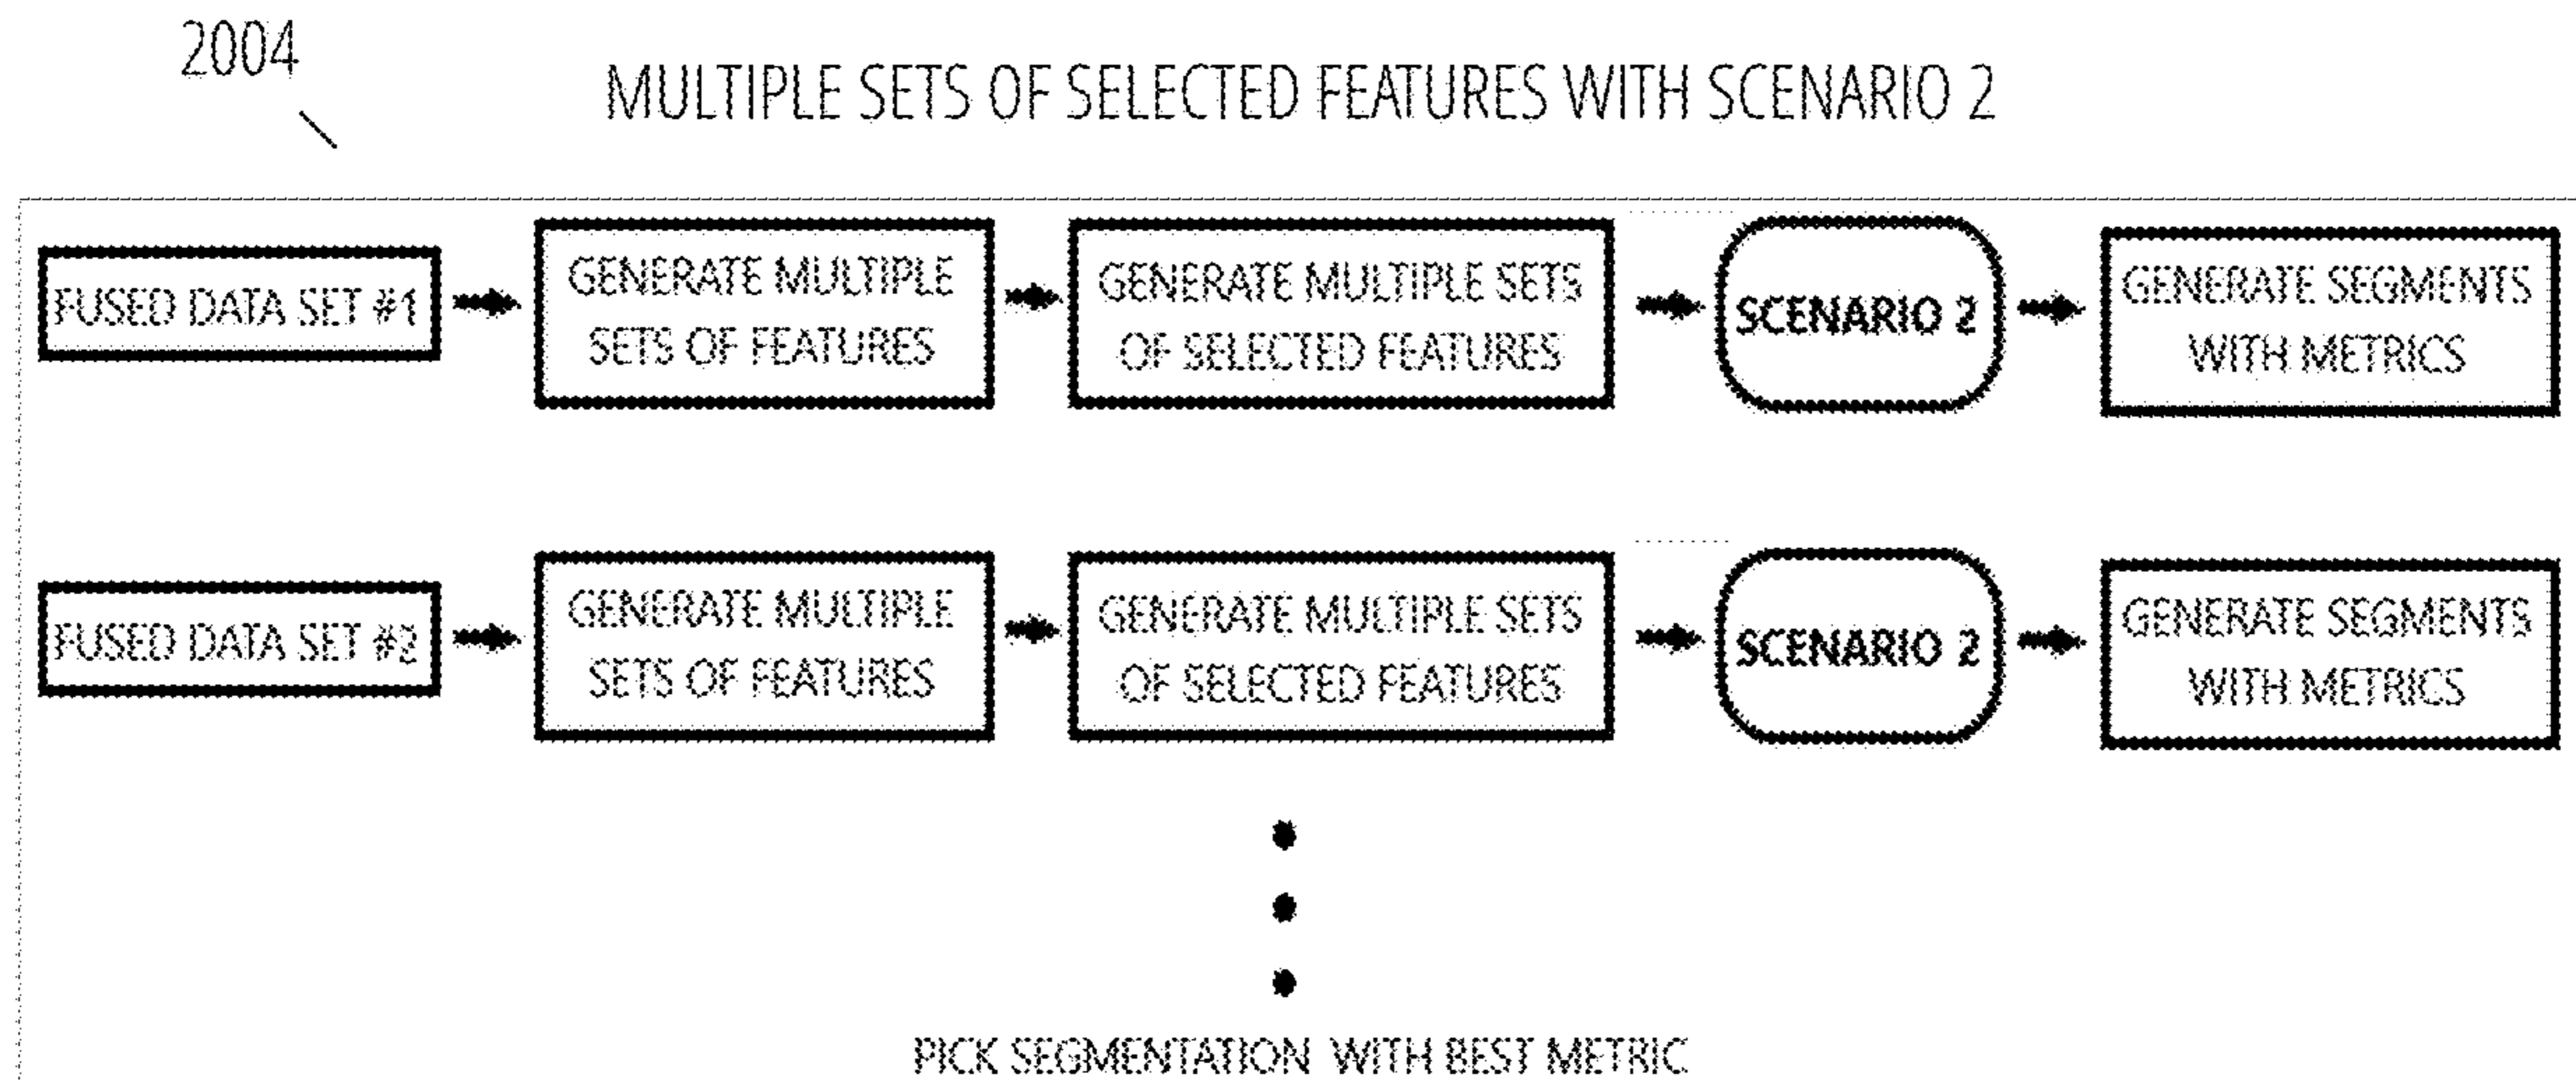 2004
MULTIPLE SETS OF SELECTED FEATURES WITH SCENARIO 2
FUSED DATA SET #1
GENERATE MULTIPLE
SETS OF FEATURES
GENERATE MULTIPLE SETS
OF SELECTED FEATURES
SCENARIO 2
GENERATE SEGMENTS
WITH METRICS
FUSED DATA SET #2
GENERATE MULTIPLE
SETS OF FEATURES
GENERATE MULTIPLE SETS
OF SELECTED FEATURES
SCENARIO 2
GENERATE SEGMENTS
WITH METRICS
PICK SEGMENTATION WITH BEST METRIC